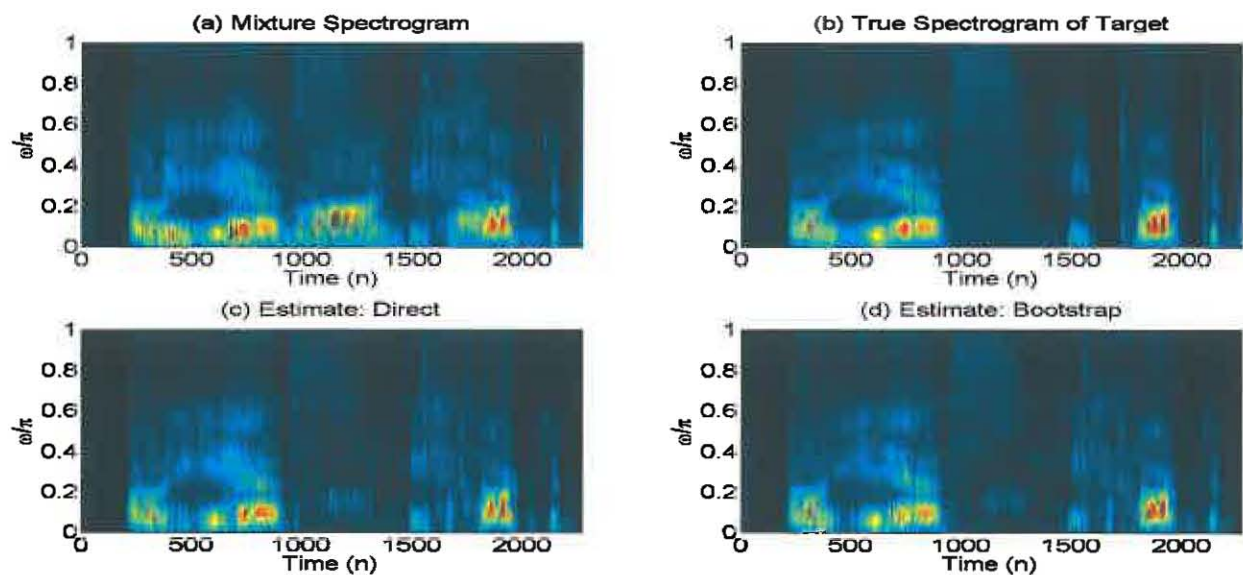 (a) Mixture Spectrogram
1
0.8
0.6
0.4
0.2
0
ω/π
0 500 1000 1500 2000
Time (n)
(b) True Spectrogram of Target
1
0.8
0.6
0.4
0.2
0
ω/π
0 500 1000 1500 2000
Time (n)
(c) Estimate: Direct
1
0.8
0.6
0.4
0.2
0
ω/π
0 500 1000 1500 2000
Time (n)
(d) Estimate: Bootstrap
1
0.8
0.6
0.4
0.2
0
ω/π
0 500 1000 1500 2000
Time (n)